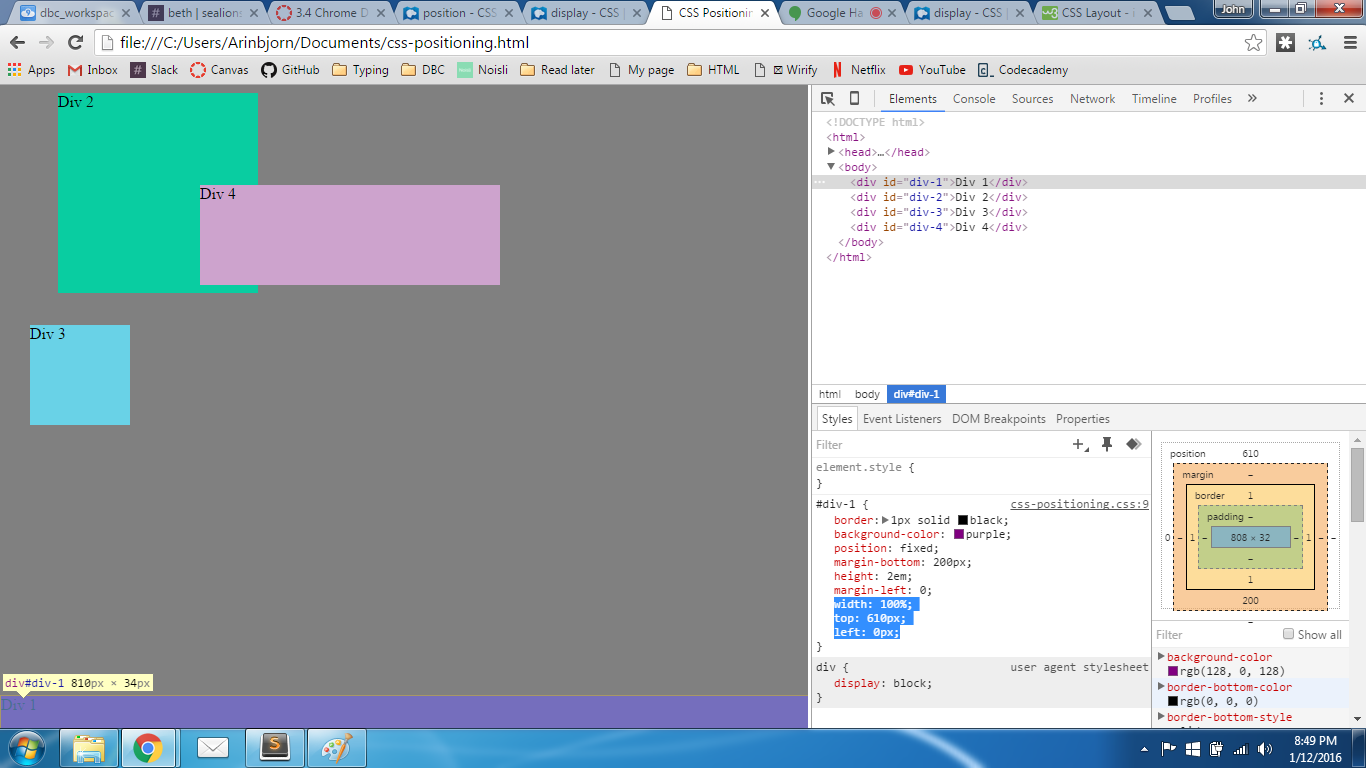 dbc_workspac
beth | sealions
3.4 Chrome D
position - CSS
display - CSS |
CSS Positionin
Google Ha
display - CSS |
CSS Layout -
John
file:///C:/Users/Arinbjorn/Documents/css-positioning.html
Apps Inbox # Slack Canvas GitHub Typing DBC Noisli Read later My page HTML Wirify Netflix YouTube Codecademy
Div 2
Div 4
Div 3
div#div-1 810px × 34px
Div 1
Elements Console Sources Network Timeline Profiles »
<!DOCTYPE html>
<html>
<head>…</head>
<body>
<div id="div-1">Div 1</div>
<div id="div-2">Div 2</div>
<div id="div-3">Div 3</div>
<div id="div-4">Div 4</div>
</body>
</html>
html body div#div-1
Styles Event Listeners DOM Breakpoints Properties
Filter
element.style {
}
#div-1 { css-positioning.css:9
border: 1px solid black;
background-color: purple;
position: fixed;
margin-bottom: 200px;
height: 2em;
margin-left: 0;
width: 100%;
top: 610px;
left: 0px;
}
div { user agent stylesheet
display: block;
}
position 610
margin –
border 1
padding –
0 – 1 – 808 × 32 – 1 – –
–
1
200
–
Filter Show all
background-color
rgb(128, 0, 128)
border-bottom-color
rgb(0, 0, 0)
border-bottom-style
8:49 PM
1/12/2016